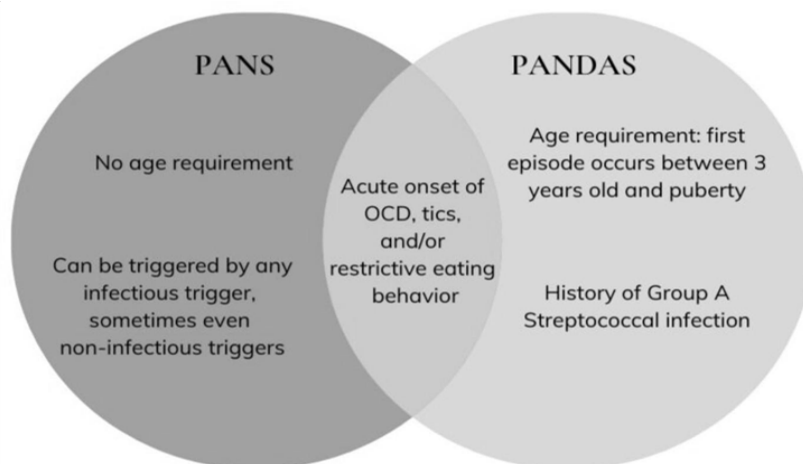 PANS
No age requirement
Can be triggered by any
infectious trigger,
sometimes even
non-infectious triggers
Acute onset of
OCD, tics,
and/or
restrictive eating
behavior
PANDAS
Age requirement: first
episode occurs between 3
years old and puberty
History of Group A
Streptococcal infection